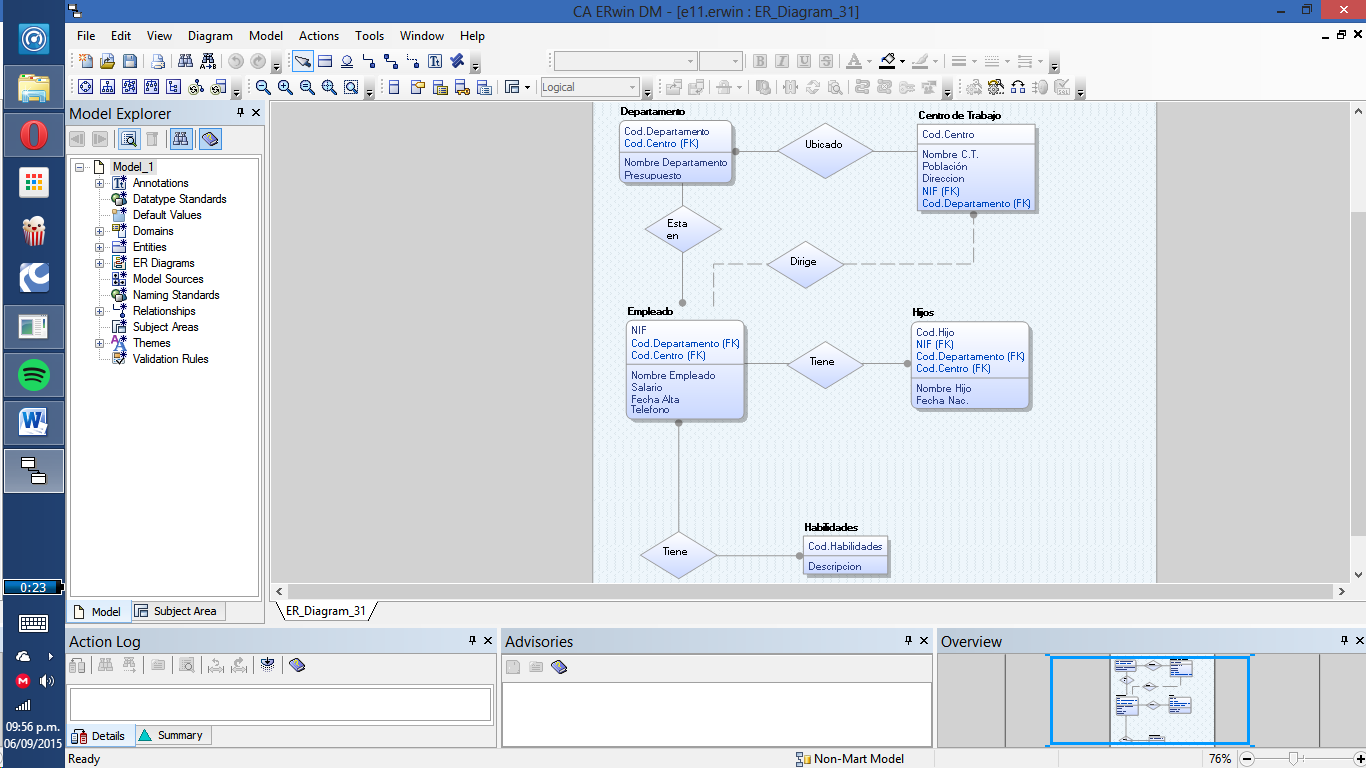 CA ERwin DM - [e11.erwin : ER_Diagram_31]
File Edit View Diagram Model Actions Tools Window Help
Logical
Model Explorer
Model_1
Annotations
Datatype Standards
Default Values
Domains
Entities
ER Diagrams
Model Sources
Naming Standards
Relationships
Subject Areas
Themes
Validation Rules
Model
Subject Area
Departamento
Cod.Departamento
Cod.Centro (FK)
Nombre Departamento
Presupuesto
Ubicado
Centro de Trabajo
Cod.Centro
Nombre C.T.
Población
Direccion
NIF (FK)
Cod.Departamento (FK)
Esta
en
Dirige
Empleado
NIF
Cod.Departamento (FK)
Cod.Centro (FK)
Nombre Empleado
Salario
Fecha Alta
Telefono
Tiene
Hijos
Cod.Hijo
NIF (FK)
Cod.Departamento (FK)
Cod.Centro (FK)
Nombre Hijo
Fecha Nac.
Tiene
Habilidades
Cod.Habilidades
Descripcion
ER_Diagram_31
Action Log
Details
Summary
Advisories
Overview
0:23
09:56 p.m.
06/09/2015
Ready
Non-Mart Model
76%